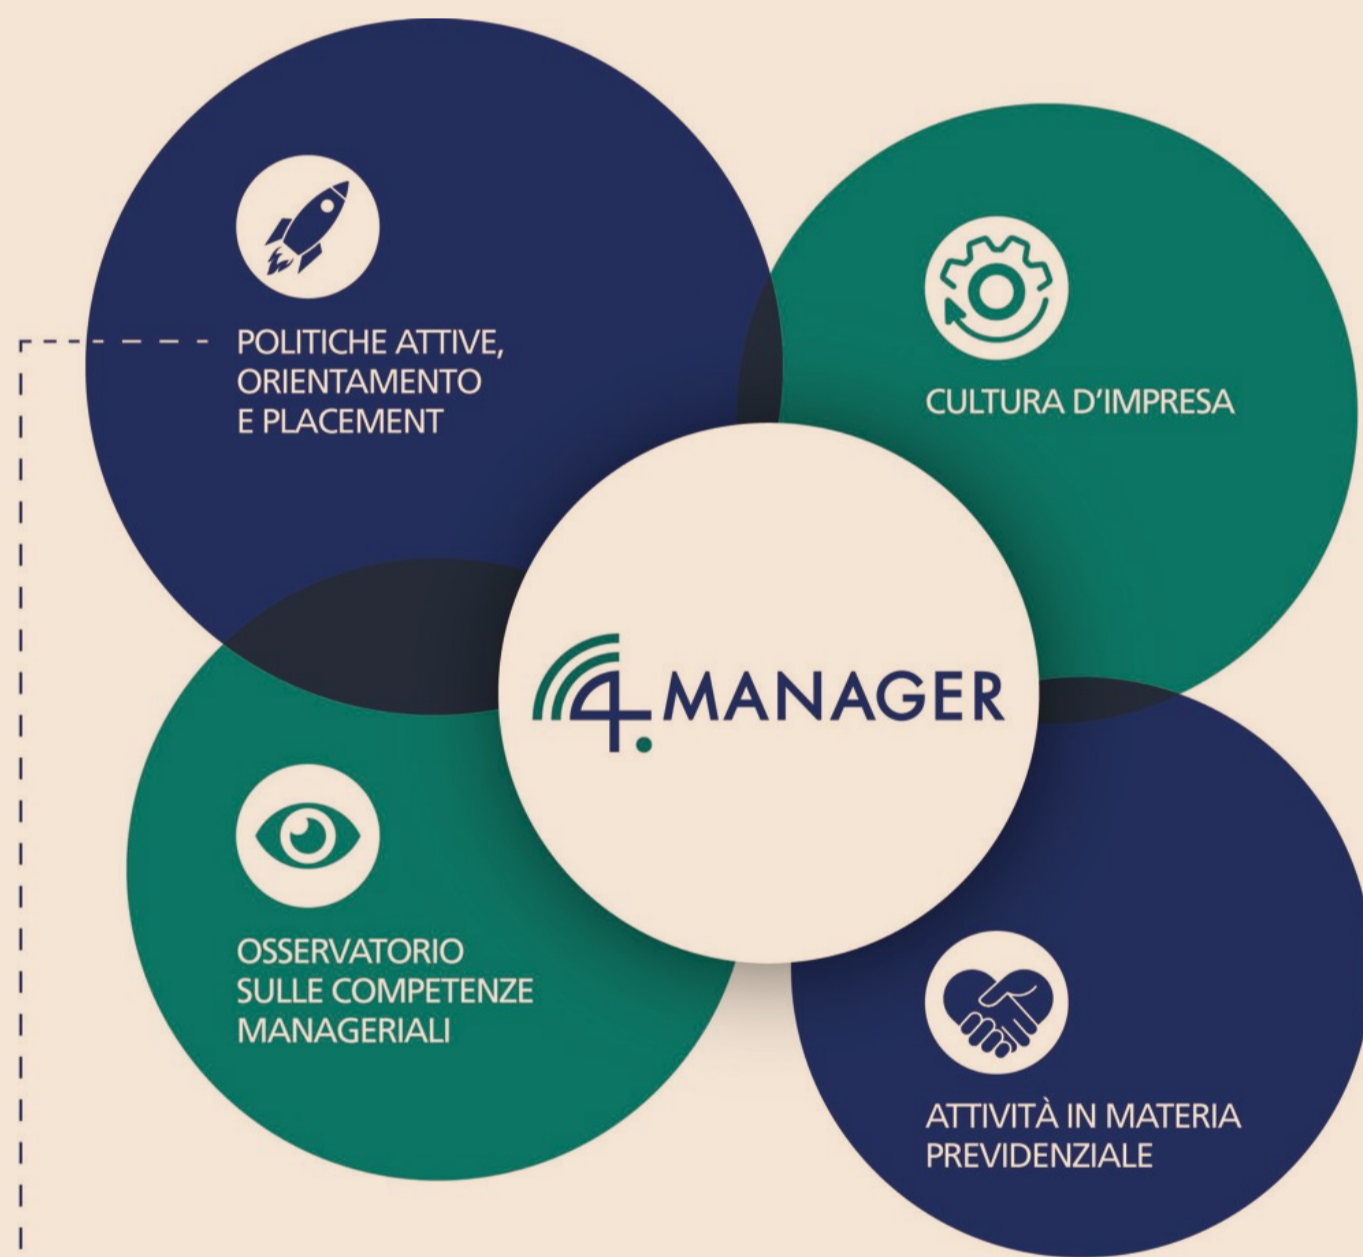 POLITICHE ATTIVE,
ORIENTAMENTO
E PLACEMENT
CULTURA D'IMPRESA
4.MANAGER
OSSERVATORIO
SULLE COMPETENZE
MANAGERIALI
ATTIVITÀ IN MATERIA
PREVIDENZIALE